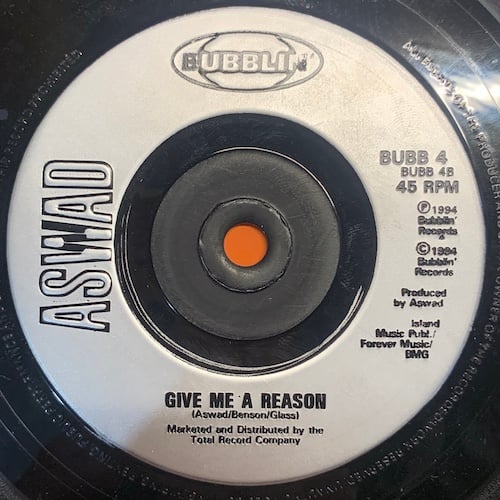 BUBBLIN'
ASWAD
BUBB 4
BUBB 4B
45 RPM
Ⓟ 1994
Bubblin'
Records
© 1994
Bubblin'
Records
Produced
by Aswad
Island
Music Publ./
Forever Music/
BMG
GIVE ME A REASON
(Aswad/Benson/Glass)
Marketed and Distributed by the
Total Record Company